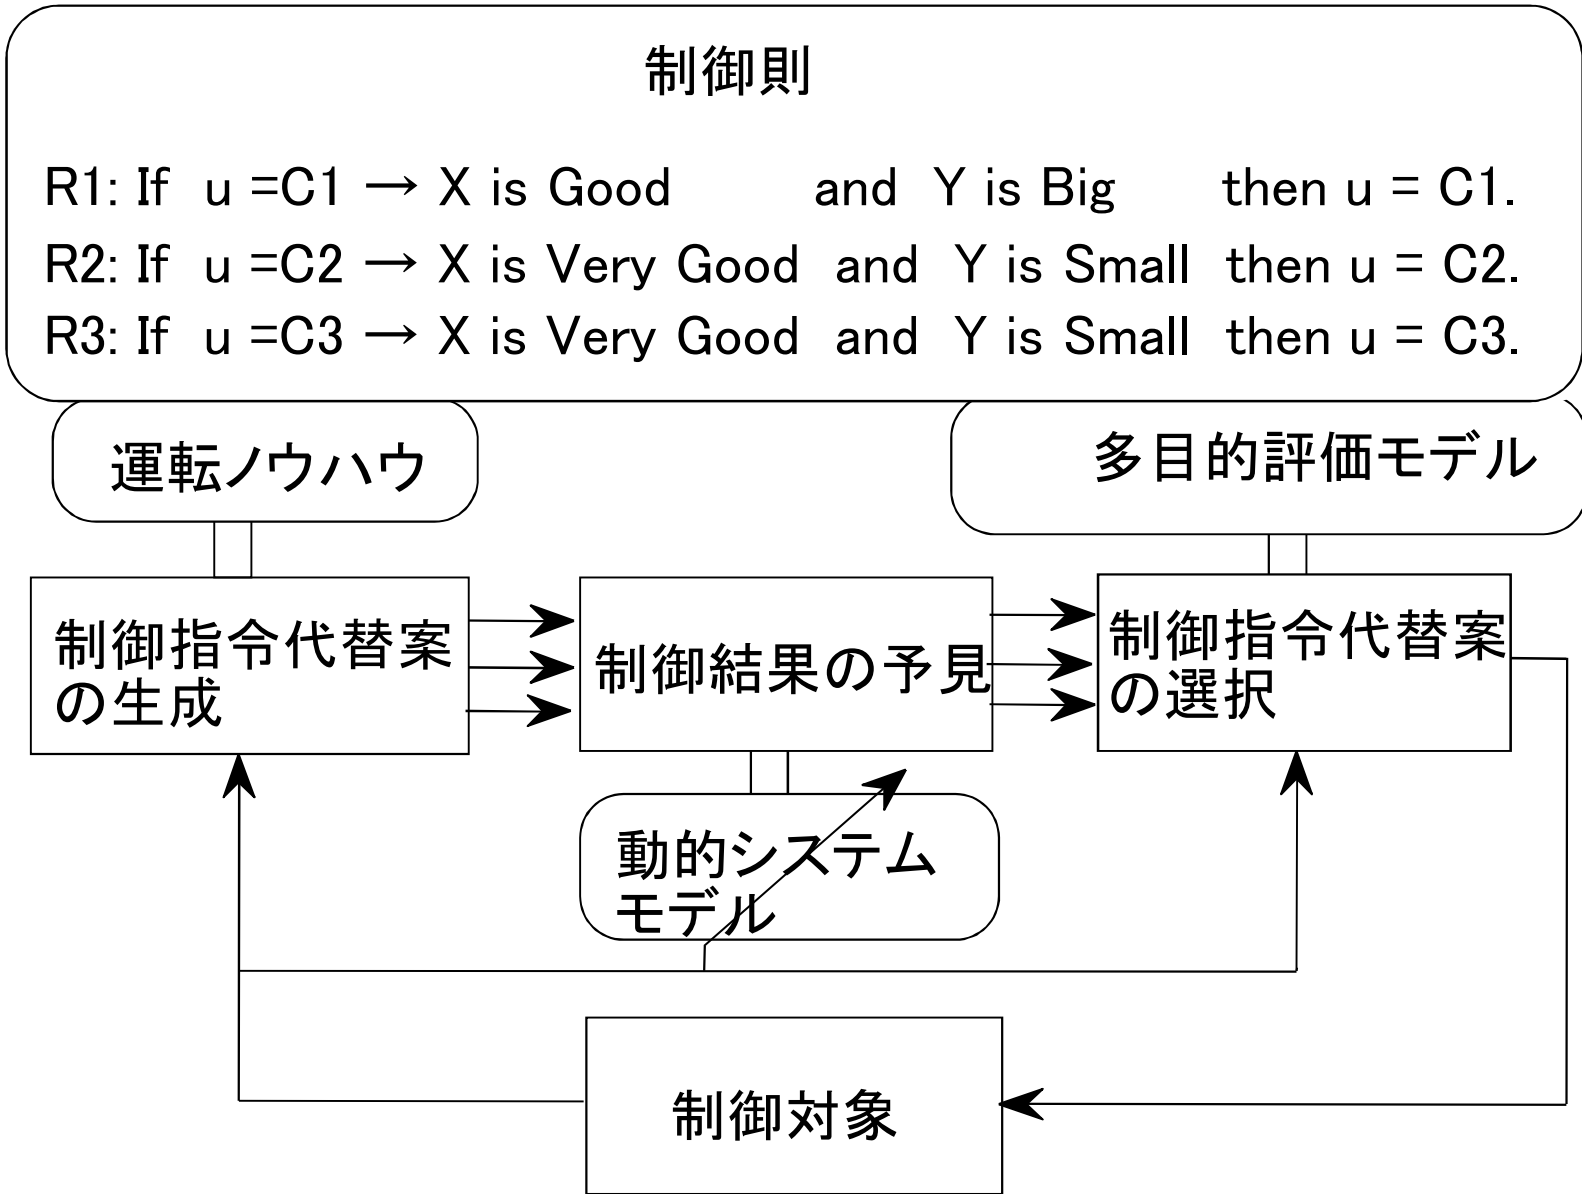 制御則
R1: If u =C1 → X is Good and Y is Big then u = C1.
R2: If u =C2 → X is Very Good and Y is Small then u = C2.
R3: If u =C3 → X is Very Good and Y is Small then u = C3.
運転ノウハウ
多目的評価モデル
制御指令代替案
の生成
制御結果の予見
制御指令代替案
の選択
動的システム
モデル
制御対象